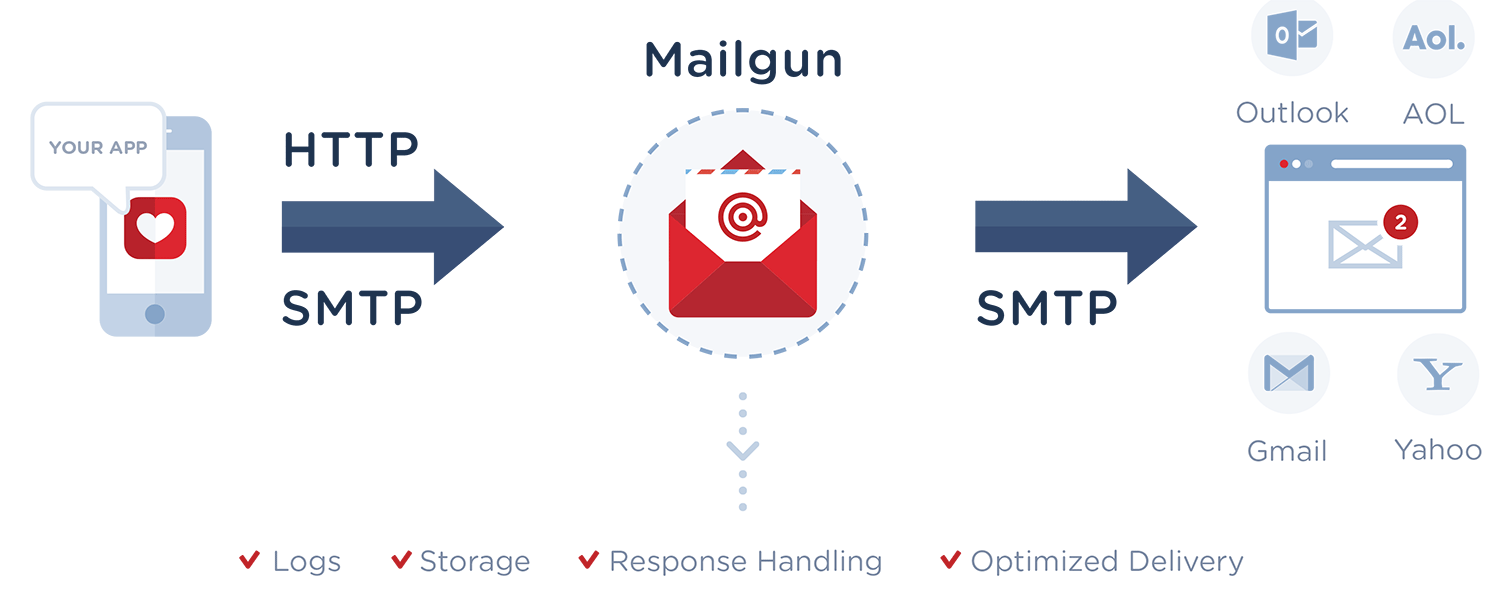 Mailgun
YOUR APP
HTTP
SMTP
SMTP
O
Aol.
Outlook
AOL
2
Y
Gmail
Yahoo
Logs
Storage
Response Handling
Optimized Delivery